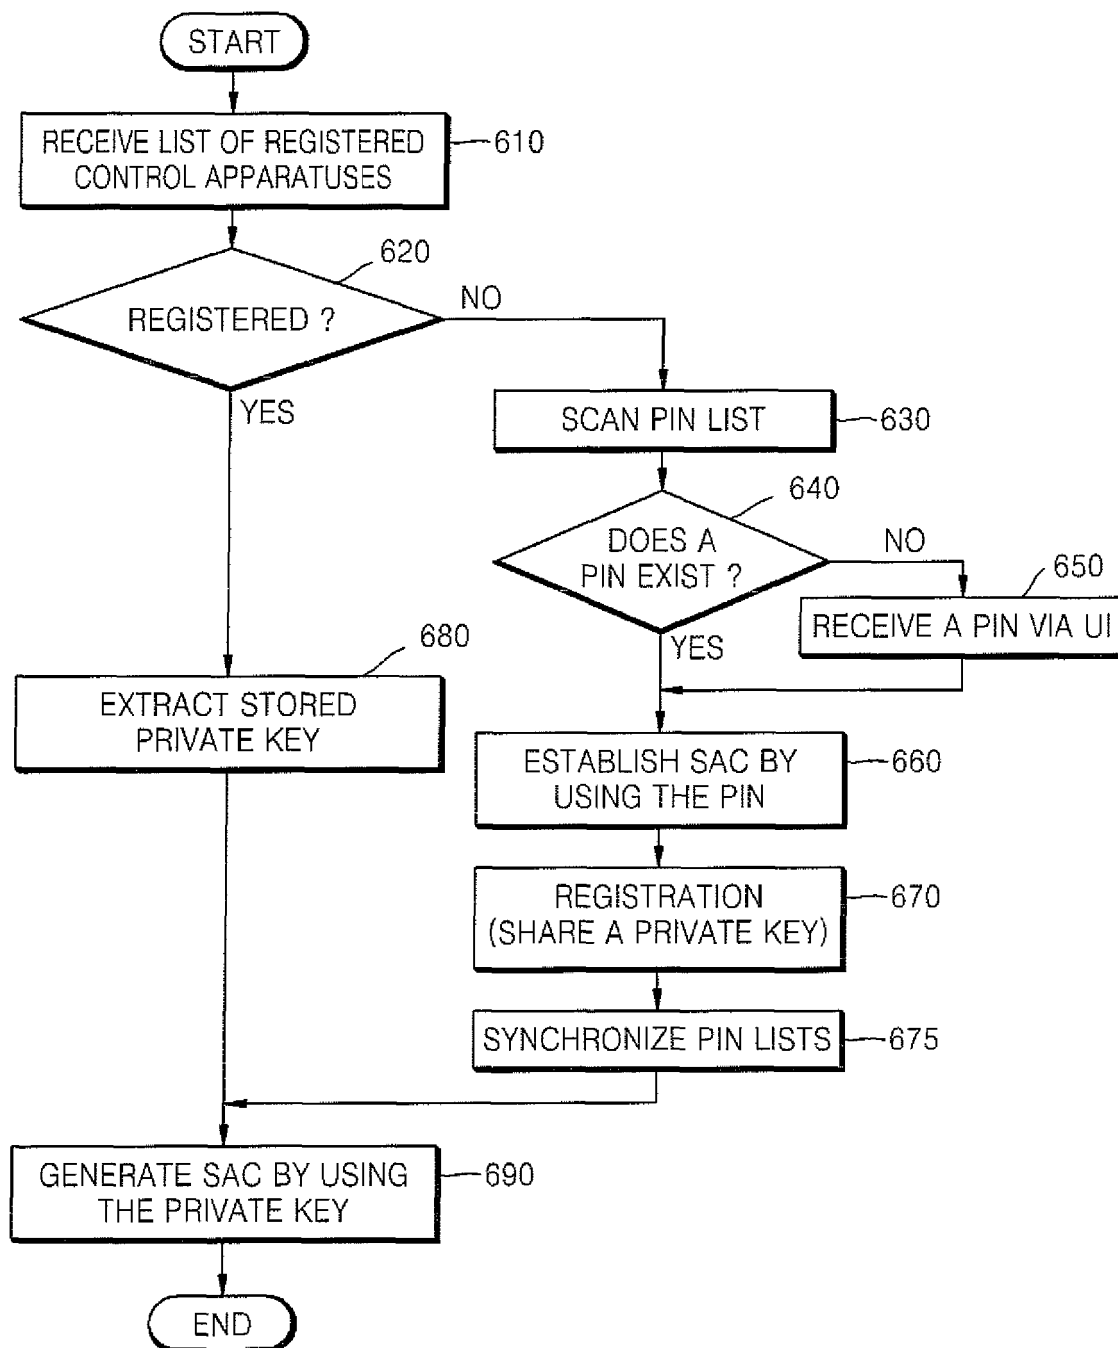 START
RECEIVE LIST OF REGISTERED
CONTROL APPARATUSES
610
620
REGISTERED ?
NO
YES
SCAN PIN LIST
630
640
DOES A
PIN EXIST ?
NO
650
RECEIVE A PIN VIA UI
YES
680
EXTRACT STORED
PRIVATE KEY
ESTABLISH SAC BY
USING THE PIN
660
REGISTRATION
(SHARE A PRIVATE KEY)
670
SYNCHRONIZE PIN LISTS
675
GENERATE SAC BY USING
THE PRIVATE KEY
690
END